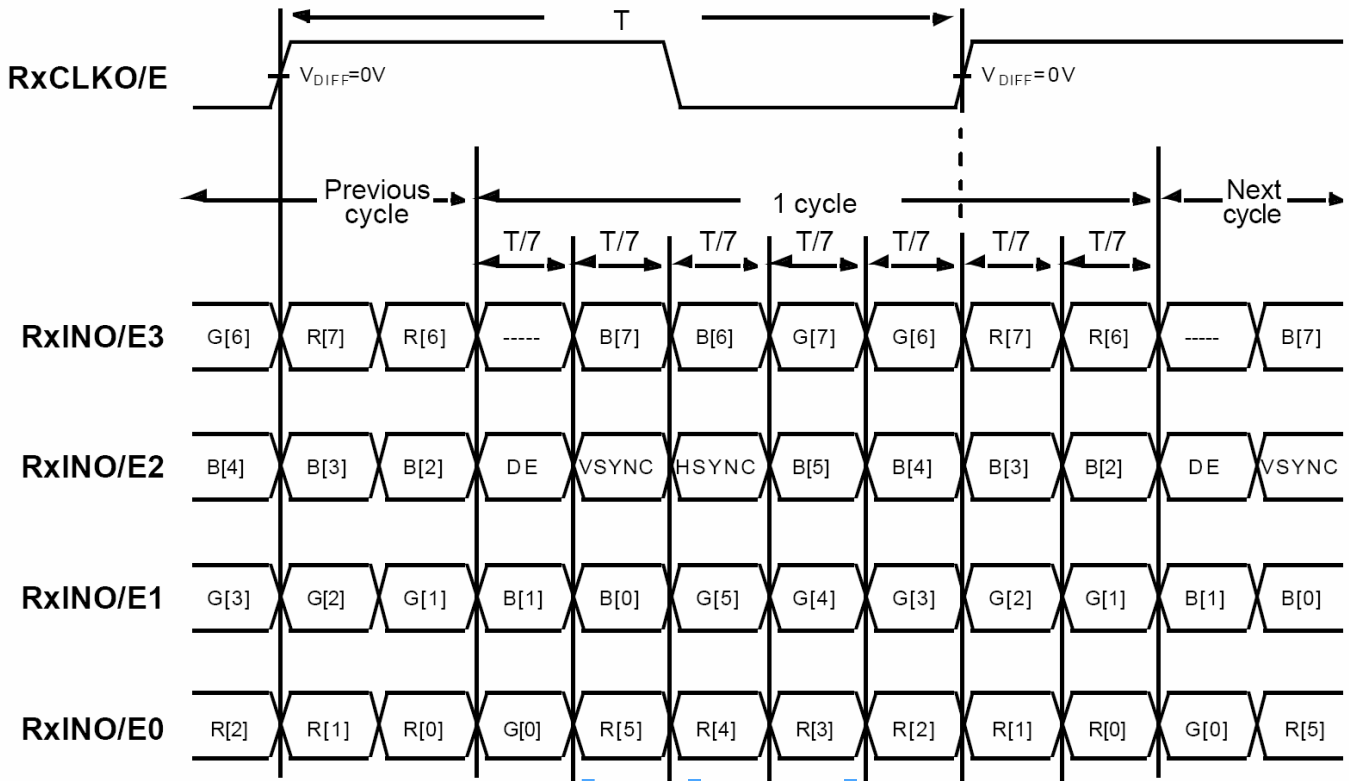 T
RxCLKO/E V DIFF=0V V DIFF=0V
Previous cycle 1 cycle Next cycle
T/7 T/7 T/7 T/7 T/7 T/7 T/7
RxINO/E3 G[6] R[7] R[6] ----- B[7] B[6] G[7] G[6] R[7] R[6] ----- B[7]
RxINO/E2 B[4] B[3] B[2] DE VSYNC HSYNC B[5] B[4] B[3] B[2] DE VSYNC
RxINO/E1 G[3] G[2] G[1] B[1] B[0] G[5] G[4] G[3] G[2] G[1] B[1] B[0]
RxINO/E0 R[2] R[1] R[0] G[0] R[5] R[4] R[3] R[2] R[1] R[0] G[0] R[5]